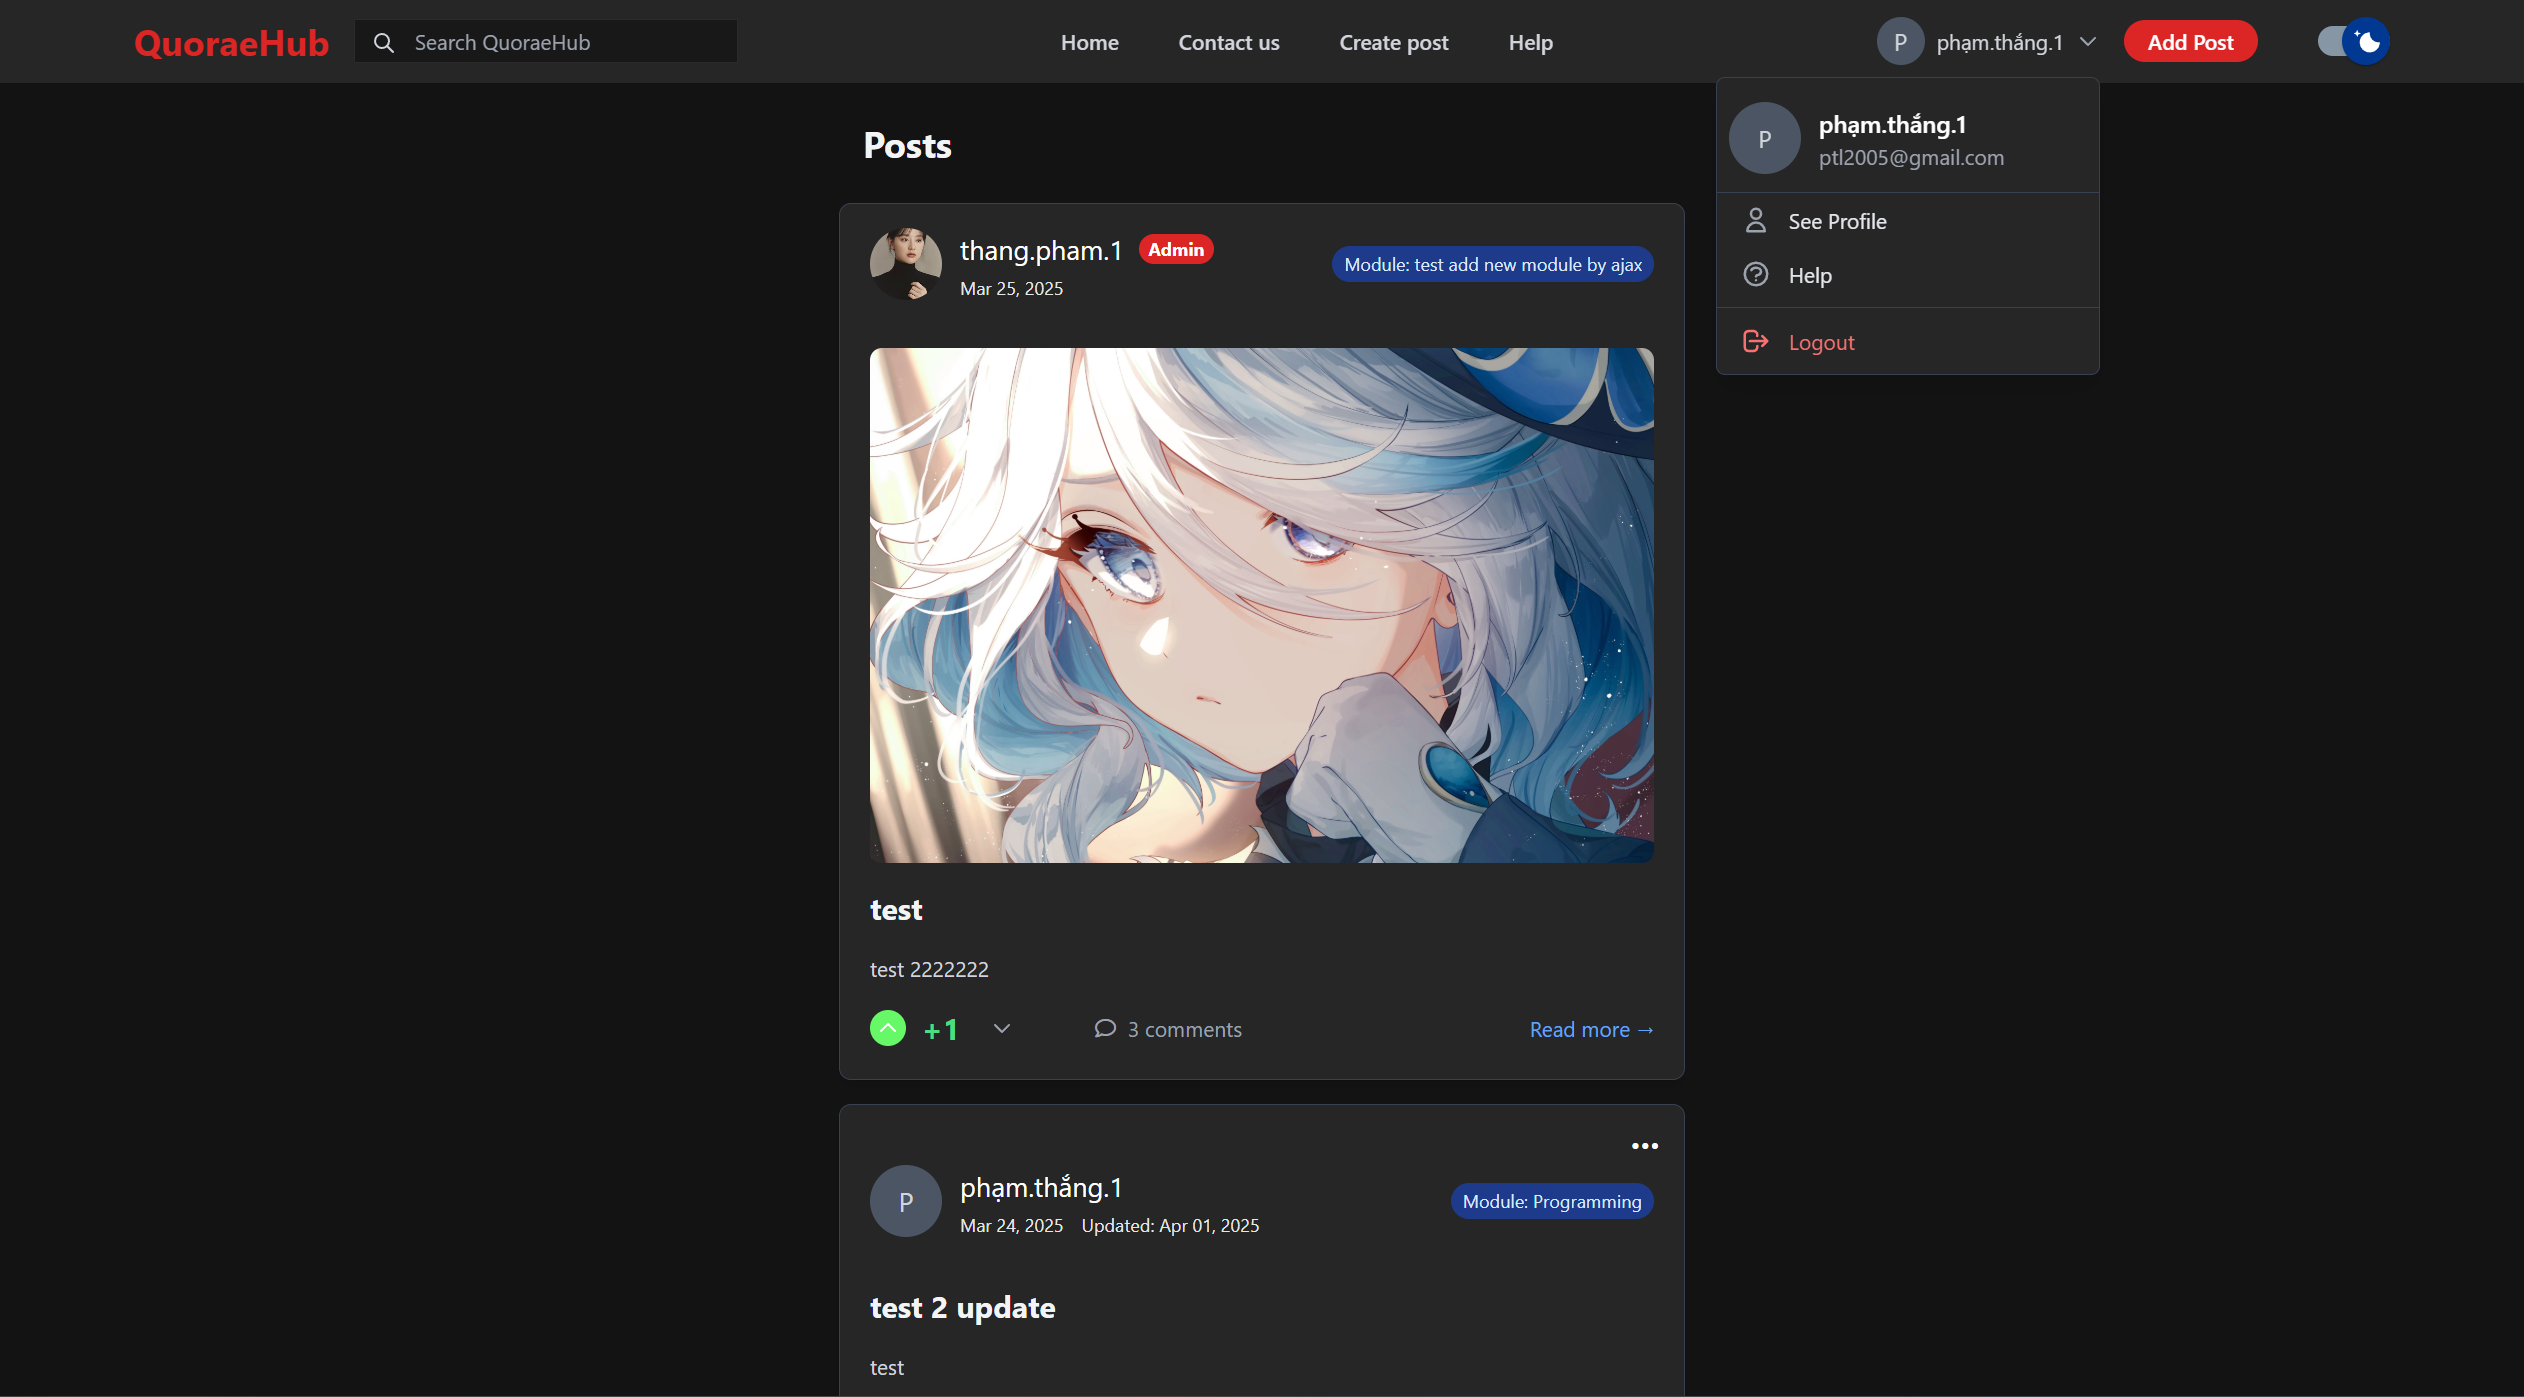 QuoraeHub
Search QuoraeHub
Home
Contact us
Create post
Help
P
phạm.thắng.1
Add Post
P
phạm.thắng.1
ptl2005@gmail.com
See Profile
Help
Logout
Posts
thang.pham.1 Admin
Mar 25, 2025
Module: test add new module by ajax
test
test 2222222
+1
3 comments
Read more →
P
phạm.thắng.1
Mar 24, 2025 Updated: Apr 01, 2025
Module: Programming
test 2 update
test